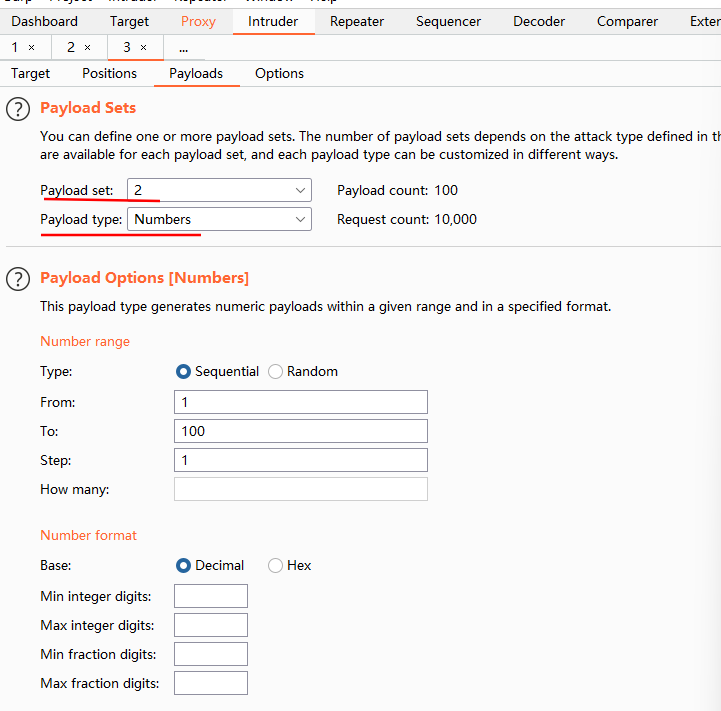 Dashboard Target Proxy Intruder Repeater Sequencer Decoder Comparer Exten
1 × 2 × 3 × ...
Target Positions Payloads Options
? Payload Sets
You can define one or more payload sets. The number of payload sets depends on the attack type defined in th
are available for each payload set, and each payload type can be customized in different ways.
Payload set: 2 Payload count: 100
Payload type: Numbers Request count: 10,000
? Payload Options [Numbers]
This payload type generates numeric payloads within a given range and in a specified format.
Number range
Type: Sequential Random
From: 1
To: 100
Step: 1
How many:
Number format
Base: Decimal Hex
Min integer digits:
Max integer digits:
Min fraction digits:
Max fraction digits: